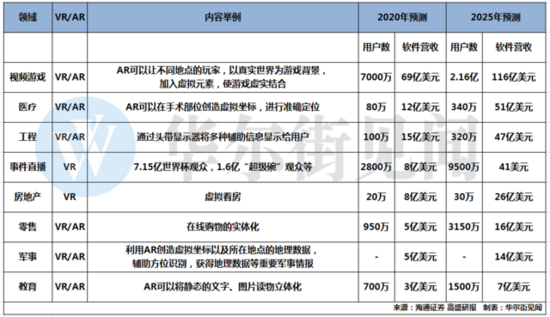 领域 VR/AR 内容举例 2020年预测 2025年预测
用户数 软件营收 用户数 软件营收
视频游戏 VR/AR AR可以让不同地点的玩家，以真实世界为游戏背景，加入虚拟元素，使游戏虚实结合 7000万 69亿美元 2.16亿 116亿美元
医疗 VR/AR AR可以在手术部位创造虚拟坐标，进行准确定位 80万 12亿美元 340万 51亿美元
工程 VR/AR 通过头带显示器将多种辅助信息显示给用户 100万 15亿美元 320万 47亿美元
事件直播 VR 7.15亿世界杯观众，1.6亿“超级碗”观众等 2800万 8亿美元 9500万 41美元
房地产 VR 虚拟看房 20万 8亿美元 30万 26亿美元
零售 VR/AR 在线购物的实体化 950万 5亿美元 3150万 16亿美元
军事 VR/AR 利用AR创造虚拟坐标以及所在地点的地理数据，辅助方位识别，获得地理数据等重要军事情报 - 5亿美元 - 14亿美元
教育 VR/AR AR可以将静态的文字、图片读物立体化 700万 3亿美元 1500万 7亿美元
来源：海通证券 高盛研报 制表：华尔街见闻
华尔街见闻